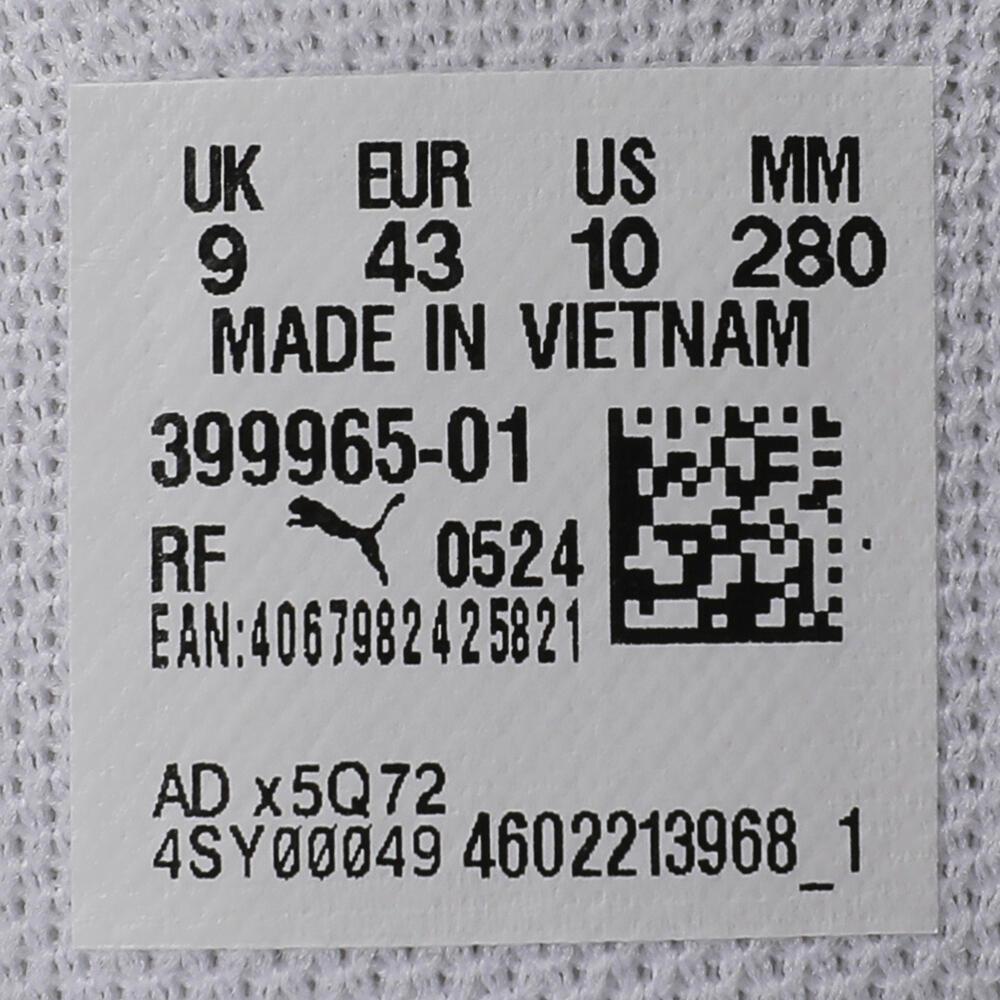 UK EUR US MM
9 43 10 280
MADE IN VIETNAM
399965-01
RF 0524
EAN:4067982425821
AD x5Q72
4SY00049 4602213968_1